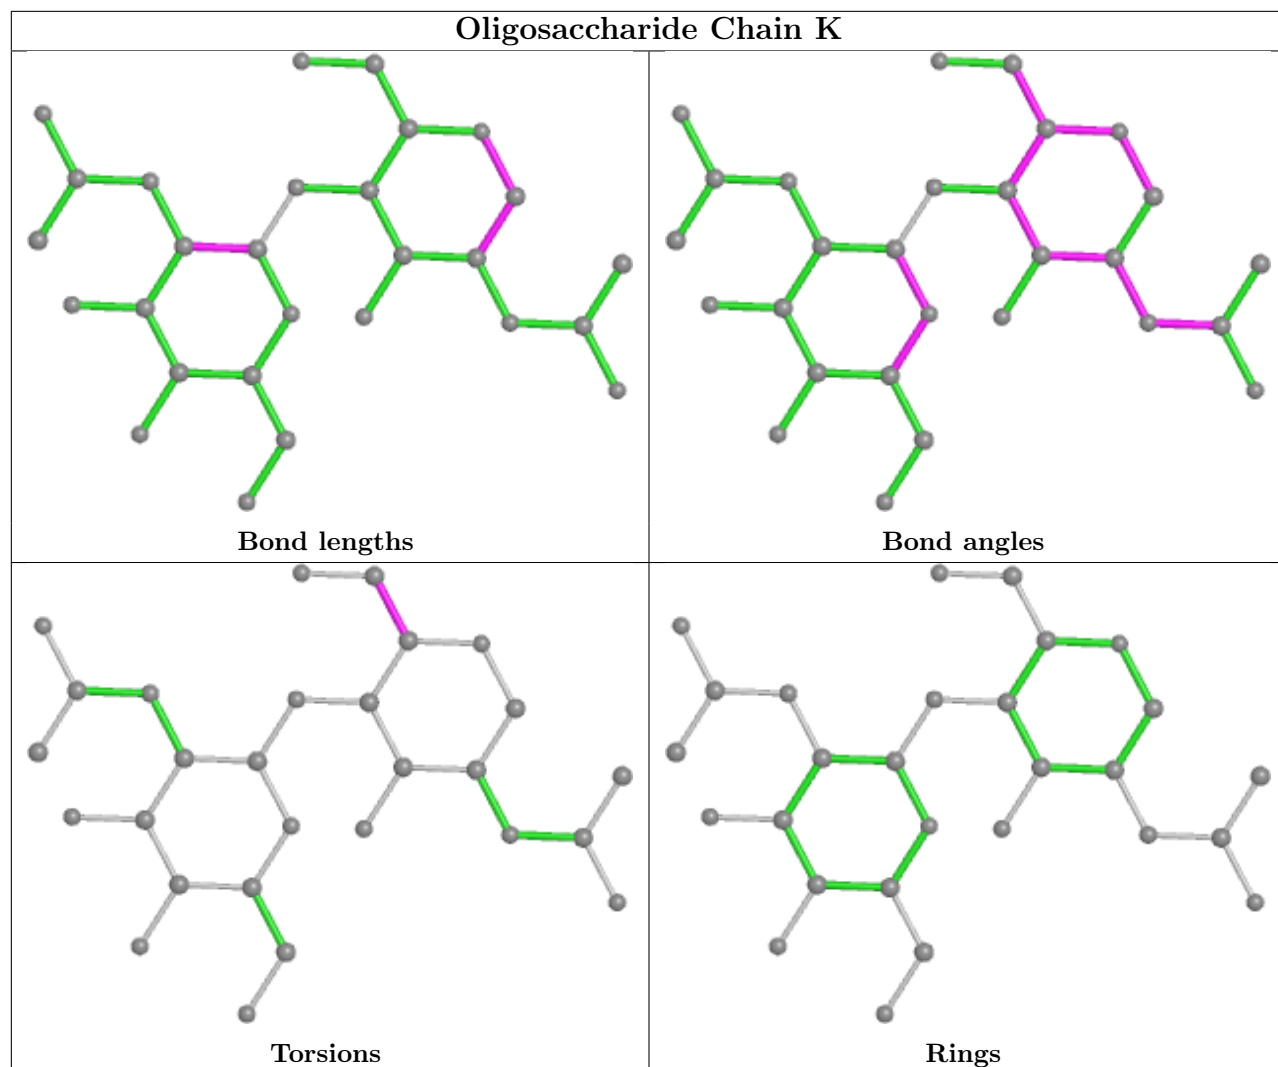 Oligosaccharide Chain K
Bond lengths
Bond angles
Torsions
Rings